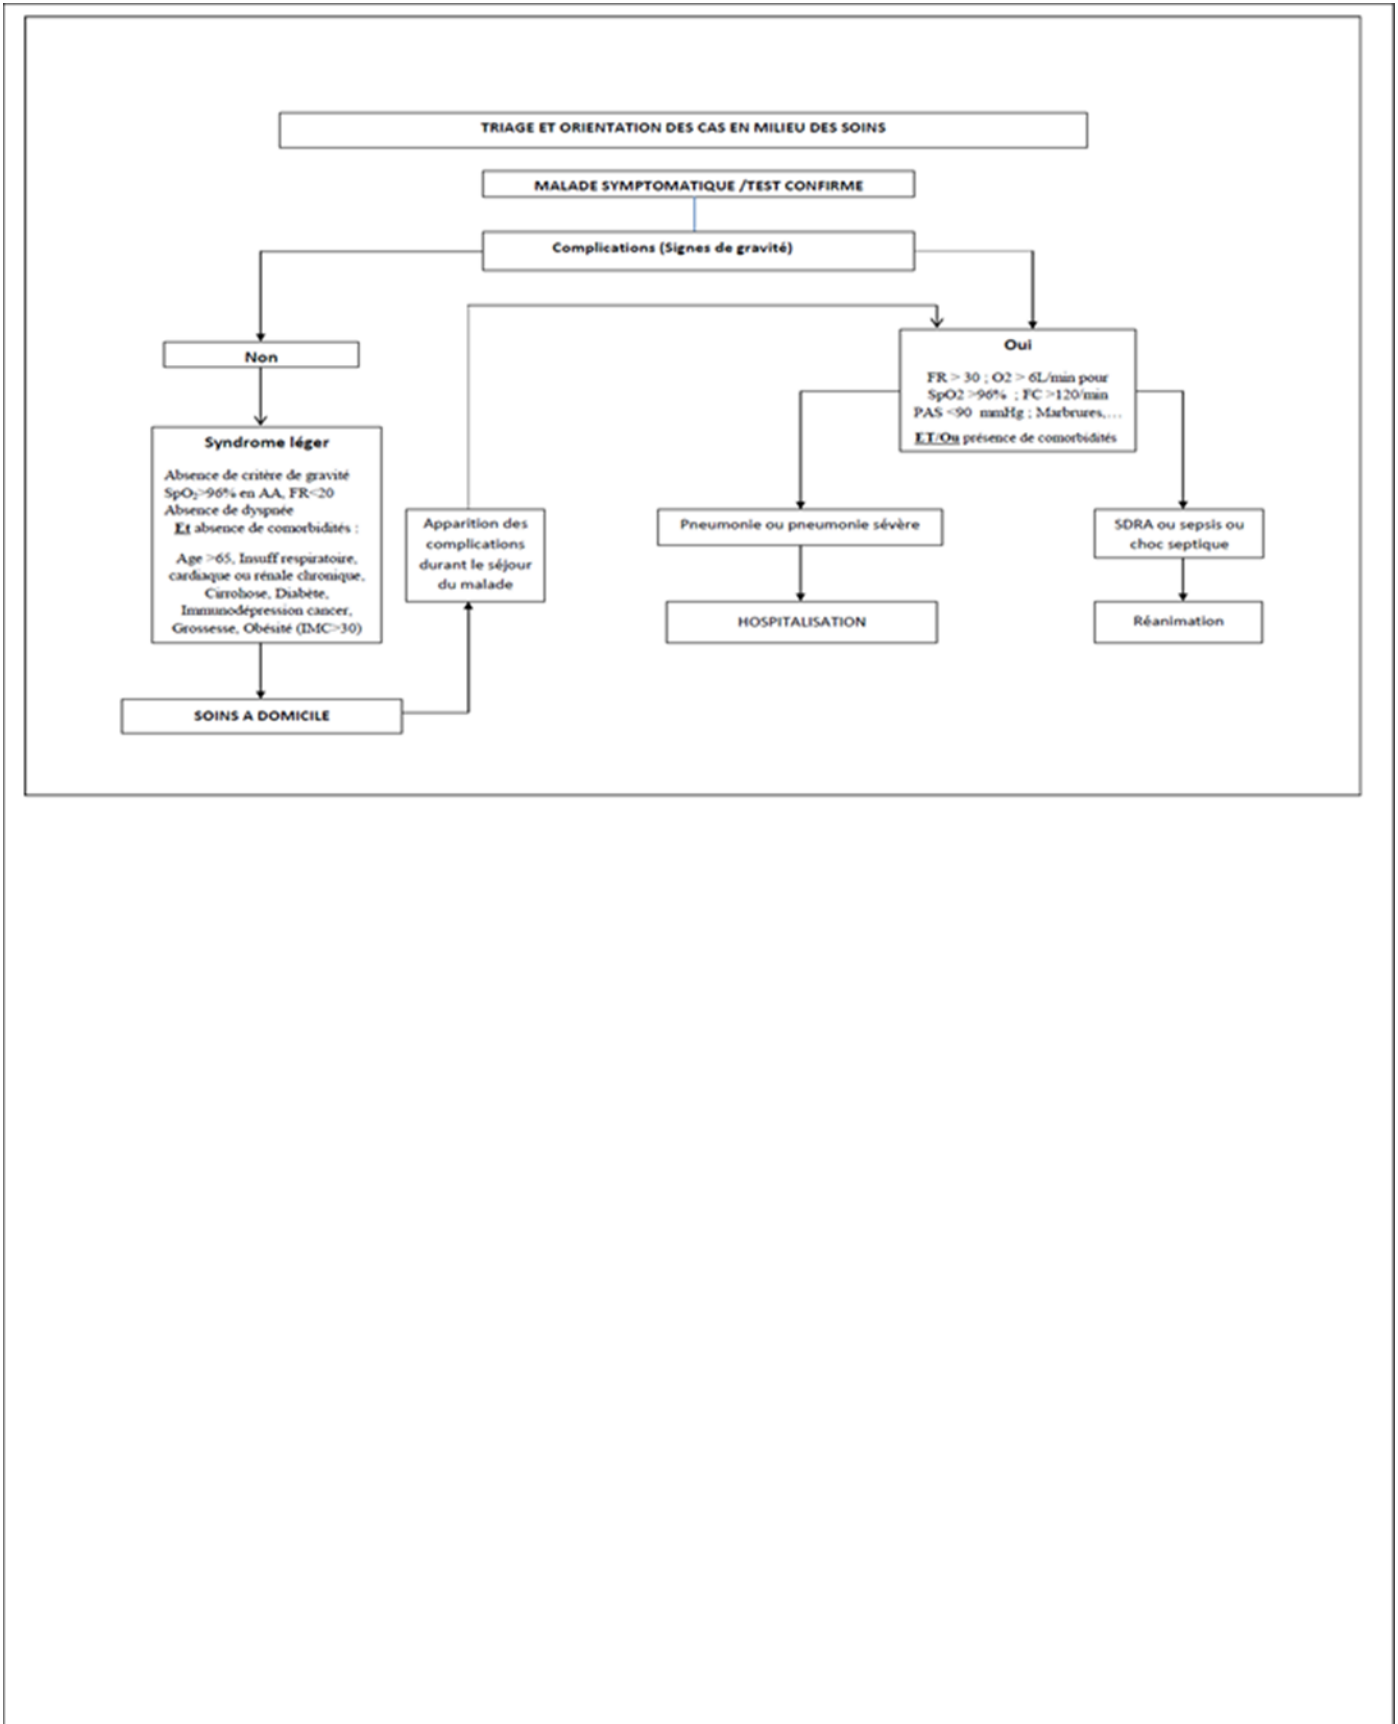 TRIAGE ET ORIENTATION DES CAS EN MILIEU DES SOINS
MALADE SYMPTOMATIQUE /TEST CONFIRME
Complications (Signes de gravité)
Non
Syndrome léger
Absence de critère de gravité
SpO₂>96% en AA, FR<20
Absence de dyspnée
Et absence de comorbidités :
Age >65, Insuff respiratoire,
cardiaque ou rénale chronique,
Cirrohose, Diabète,
Immunodépression cancer,
Grossesse, Obésité (IMC>30)
SOINS A DOMICILE
Apparition des
complications
durant le séjour
du malade
Oui
FR > 30 ; O2 > 6L/min pour
SpO2 >96% ; FC >120/min
PAS <90 mmHg ; Marbrures,…
ET/Ou présence de comorbidités
Pneumonie ou pneumonie sévère
HOSPITALISATION
SDRA ou sepsis ou
choc septique
Réanimation